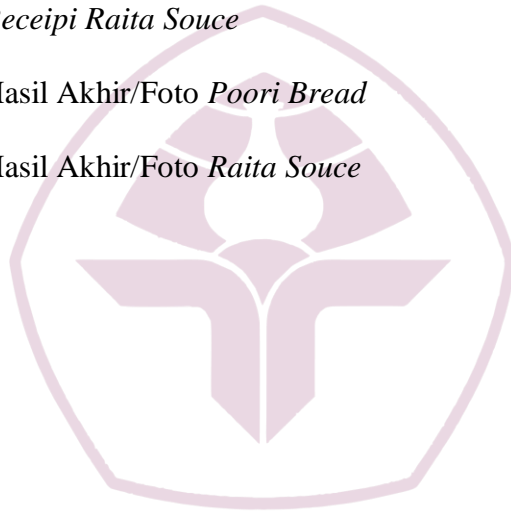 Receipi Raita Souce
Hasil Akhir/Foto Poori Bread
Hasil Akhir/Foto Raita Souce